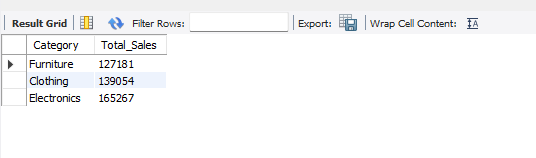 Result Grid Filter Rows: Export: Wrap Cell Content:
Category Total_Sales
Furniture 127181
Clothing 139054
Electronics 165267